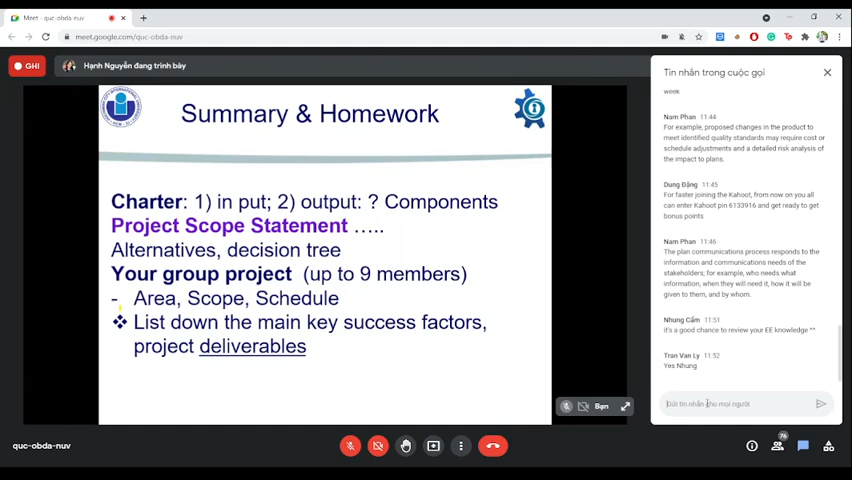 Meet - quc-obda-nuv
meet.google.com/quc-obda-nuv
GHI
Hạnh Nguyễn đang trình bày
Summary & Homework
Charter: 1) in put; 2) output: ? Components
Project Scope Statement …..
Alternatives, decision tree
Your group project (up to 9 members)
- Area, Scope, Schedule
❖ List down the main key success factors,
project deliverables
Bạn
Tin nhắn trong cuộc gọi
week
Nam Phan 11:44
For example, proposed changes in the product to
meet identified quality standards may require cost or
schedule adjustments and a detailed risk analysis of
the impact to plans.
Dung Đặng 11:45
For faster joining the Kahoot, from now on you all
can enter Kahoot pin 6133916 and get ready to get
bonus points
Nam Phan 11:46
The plan communications process responds to the
information and communications needs of the
stakeholders; for example, who needs what
information, when they will need it, how it will be
given to them, and by whom.
Nhung Cẩm 11:51
it's a good chance to review your EE knowledge ^^
Tran Van Ly 11:52
Yes Nhung
Gửi tin nhắn cho mọi người
quc-obda-nuv
76